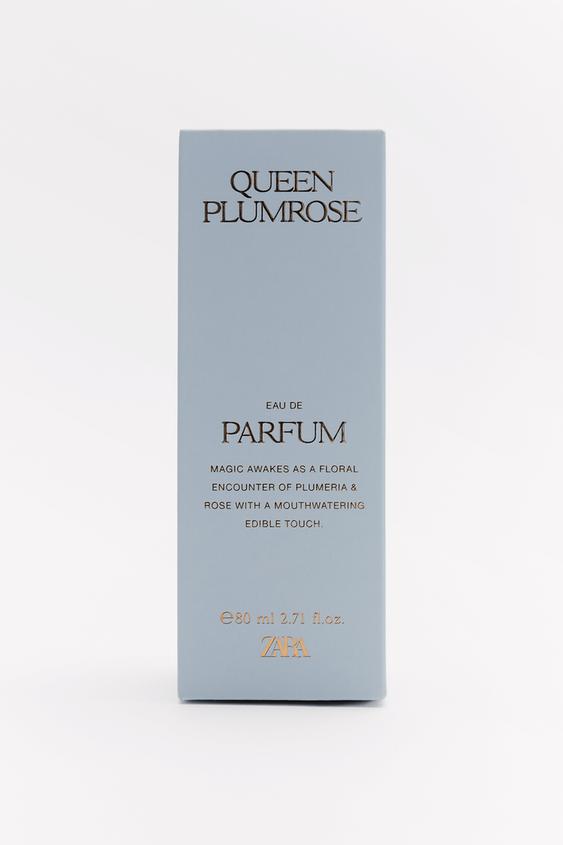 QUEEN
PLUMROSE
EAU DE
PARFUM
MAGIC AWAKES AS A FLORAL
ENCOUNTER OF PLUMERIA &
ROSE WITH A MOUTHWATERING
EDIBLE TOUCH.
℮80 ml 2.71 fl.oz.
ZARA